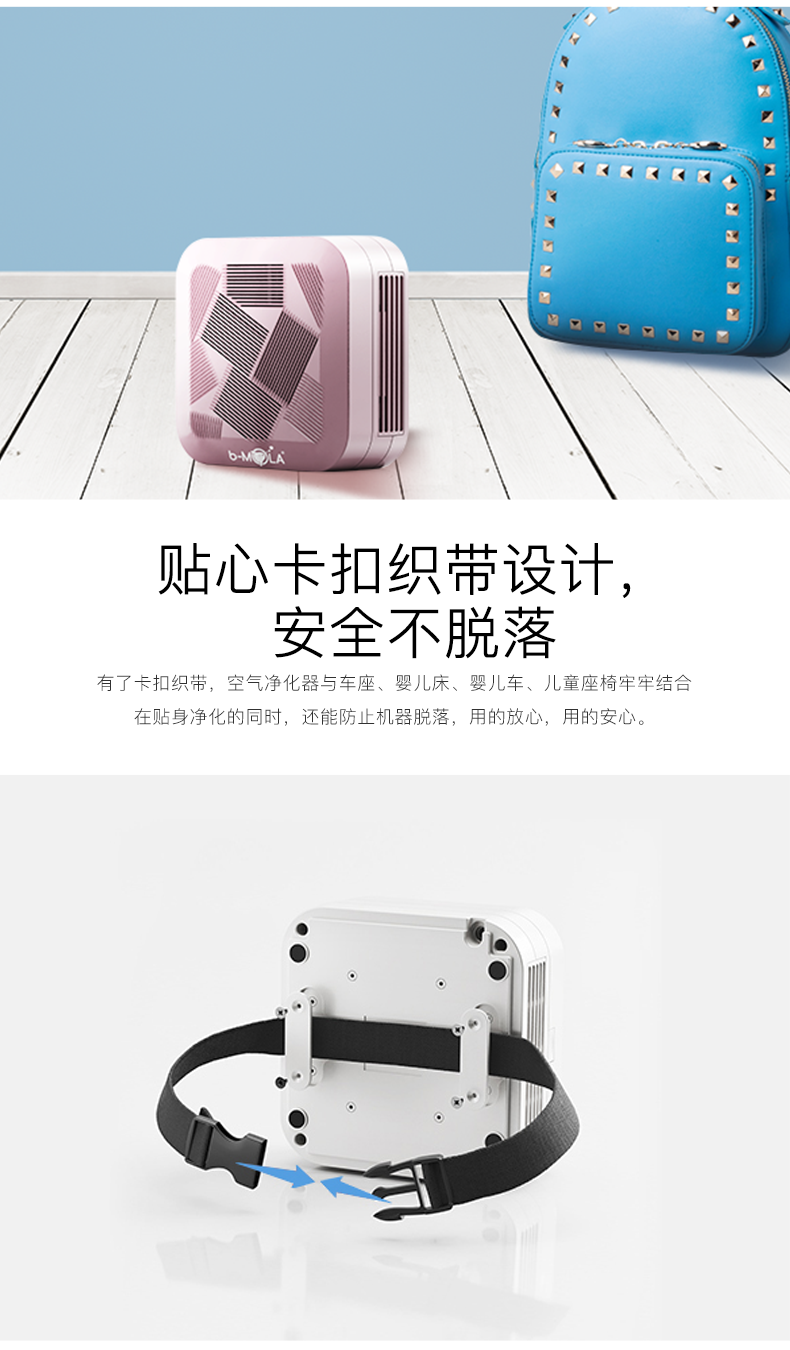 b-MOLA
贴心卡扣织带设计，
安全不脱落
有了卡扣织带，空气净化器与车座、婴儿床、婴儿车、儿童座椅牢牢结合
在贴身净化的同时，还能防止机器脱落，用的放心，用的安心。